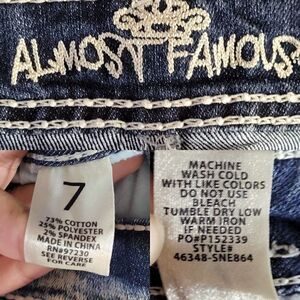 ALMOST FAMOUS
7
73% COTTON
25% POLYESTER
2% SPANDEX
MADE IN CHINA
RN#97230
SEE REVERSE
FOR CARE
MACHINE
WASH COLD
WITH LIKE COLORS
DO NOT USE
BLEACH
TUMBLE DRY LOW
WARM IRON
IF NEEDED
PO#P152339
STYLE#
46348-SNE864